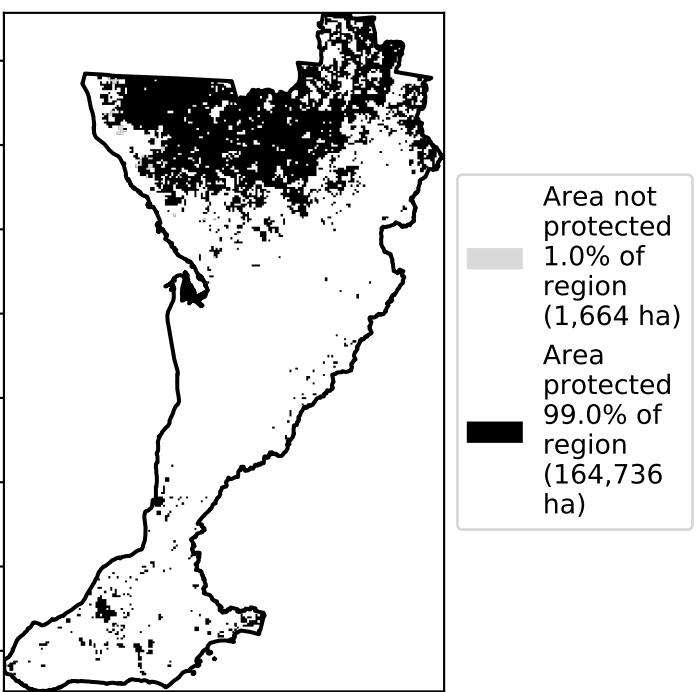 Area not
protected
1.0% of
region
(1,664 ha)
Area
protected
99.0% of
region
(164,736
ha)